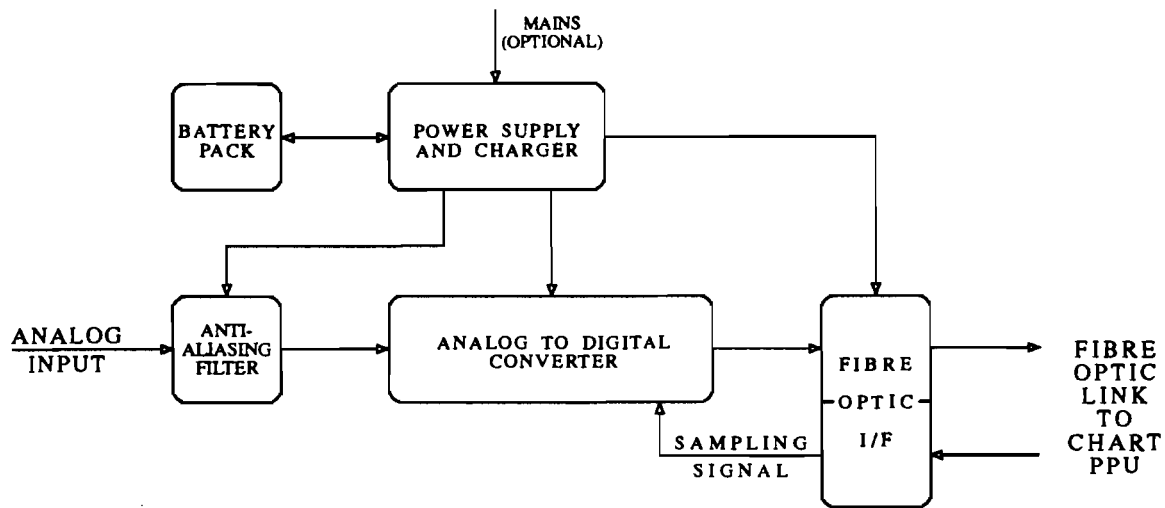 MAINS
(OPTIONAL)
BATTERY
PACK
POWER SUPPLY
AND CHARGER
ANALOG
INPUT
ANTI-
ALIASING
FILTER
ANALOG TO DIGITAL
CONVERTER
FIBRE
OPTIC
I/F
SAMPLING
SIGNAL
FIBRE
OPTIC
LINK
TO
CHART
PPU